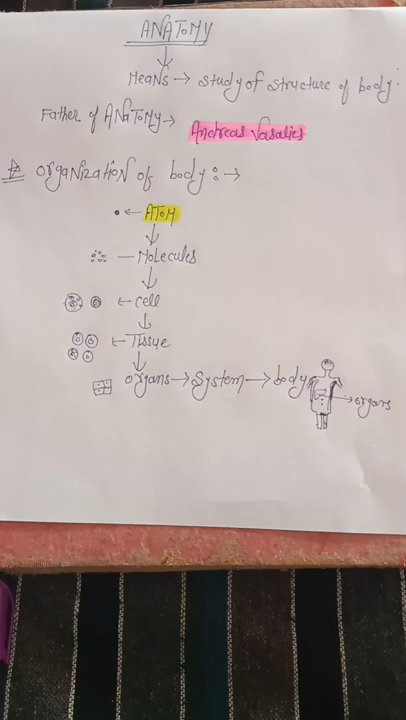 ANATOMY
Means → Study of structure of body:
Father of ANATOMY → Andreas Vasalies
Organization of body: →
ATOM
Molecules
cell
Tissue
organs → System → body
organs